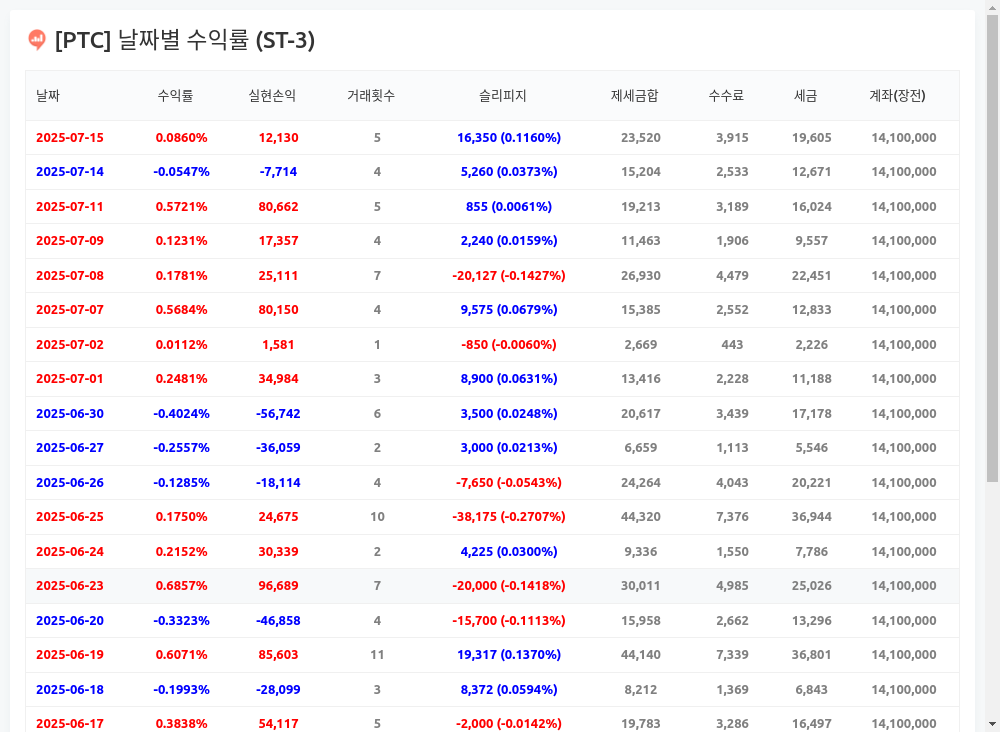 [PTC] 날짜별 수익률 (ST-3)
날짜 수익률 실현손익 거래횟수 슬리피지 제세금합 수수료 세금 계좌(장전)
2025-07-15 0.0860% 12,130 5 16,350 (0.1160%) 23,520 3,915 19,605 14,100,000
2025-07-14 -0.0547% -7,714 4 5,260 (0.0373%) 15,204 2,533 12,671 14,100,000
2025-07-11 0.5721% 80,662 5 855 (0.0061%) 19,213 3,189 16,024 14,100,000
2025-07-09 0.1231% 17,357 4 2,240 (0.0159%) 11,463 1,906 9,557 14,100,000
2025-07-08 0.1781% 25,111 7 -20,127 (-0.1427%) 26,930 4,479 22,451 14,100,000
2025-07-07 0.5684% 80,150 4 9,575 (0.0679%) 15,385 2,552 12,833 14,100,000
2025-07-02 0.0112% 1,581 1 -850 (-0.0060%) 2,669 443 2,226 14,100,000
2025-07-01 0.2481% 34,984 3 8,900 (0.0631%) 13,416 2,228 11,188 14,100,000
2025-06-30 -0.4024% -56,742 6 3,500 (0.0248%) 20,617 3,439 17,178 14,100,000
2025-06-27 -0.2557% -36,059 2 3,000 (0.0213%) 6,659 1,113 5,546 14,100,000
2025-06-26 -0.1285% -18,114 4 -7,650 (-0.0543%) 24,264 4,043 20,221 14,100,000
2025-06-25 0.1750% 24,675 10 -38,175 (-0.2707%) 44,320 7,376 36,944 14,100,000
2025-06-24 0.2152% 30,339 2 4,225 (0.0300%) 9,336 1,550 7,786 14,100,000
2025-06-23 0.6857% 96,689 7 -20,000 (-0.1418%) 30,011 4,985 25,026 14,100,000
2025-06-20 -0.3323% -46,858 4 -15,700 (-0.1113%) 15,958 2,662 13,296 14,100,000
2025-06-19 0.6071% 85,603 11 19,317 (0.1370%) 44,140 7,339 36,801 14,100,000
2025-06-18 -0.1993% -28,099 3 8,372 (0.0594%) 8,212 1,369 6,843 14,100,000
2025-06-17 0.3838% 54,117 5 -2,000 (-0.0142%) 19,783 3,286 16,497 14,100,000